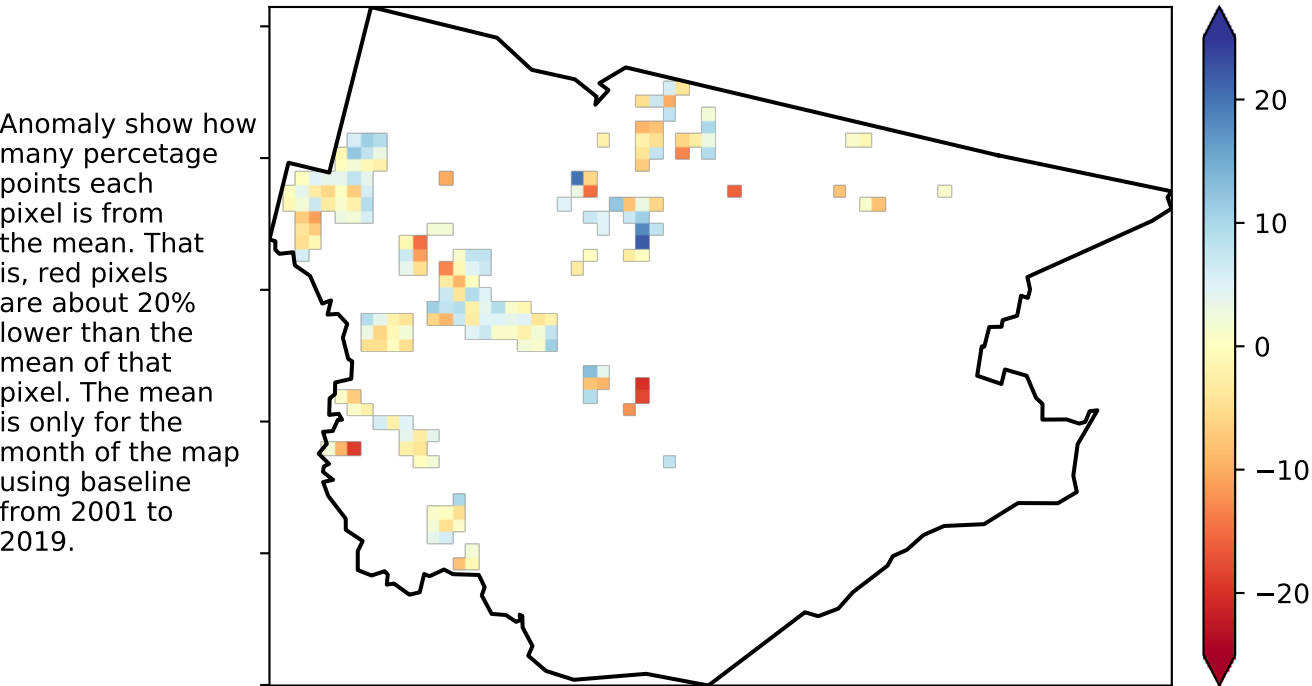 Anomaly show how
many percetage
points each
pixel is from
the mean. That
is, red pixels
are about 20%
lower than the
mean of that
pixel. The mean
is only for the
month of the map
using baseline
from 2001 to
2019.
20
10
0
−10
−20